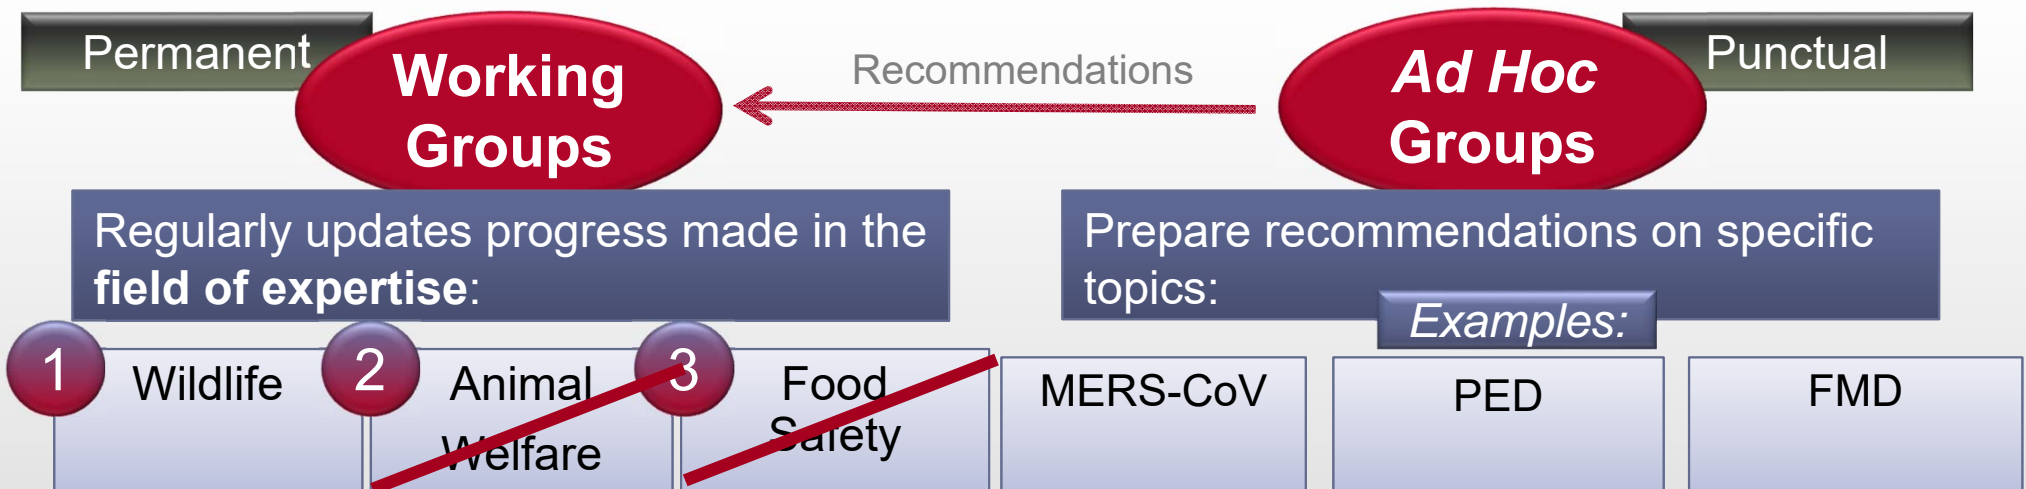 Permanent
Working
Groups
Recommendations
Ad Hoc
Groups
Punctual
Regularly updates progress made in the
field of expertise:
Prepare recommendations on specific
topics:
Examples:
1
Wildlife
2
Animal
Welfare
3
Food
Safety
MERS-CoV
PED
FMD